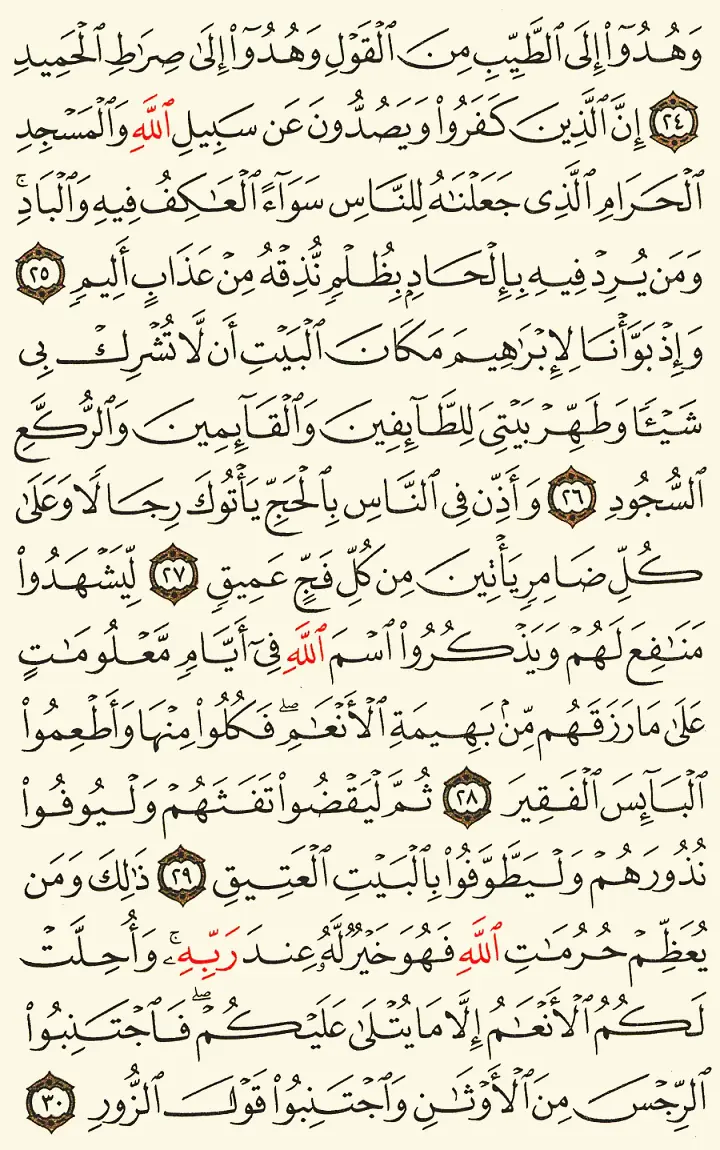 وَهُدُوٓاْ إِلَى ٱلطَّيِّبِ مِنَ ٱلۡقَوۡلِ وَهُدُوٓاْ إِلَىٰ صِرَٰطِ ٱلۡحَمِيدِ
٢٤ إِنَّ ٱلَّذِينَ كَفَرُواْ وَيَصُدُّونَ عَن سَبِيلِ ٱللَّهِ وَٱلۡمَسۡجِدِ
ٱلۡحَرَامِ ٱلَّذِي جَعَلۡنَٰهُ لِلنَّاسِ سَوَآءً ٱلۡعَٰكِفُ فِيهِ وَٱلۡبَادِۚ
وَمَن يُرِدۡ فِيهِ بِإِلۡحَادِۭ بِظُلۡمٖ نُّذِقۡهُ مِنۡ عَذَابٍ أَلِيمٖ ٢٥
وَإِذۡ بَوَّأۡنَا لِإِبۡرَٰهِيمَ مَكَانَ ٱلۡبَيۡتِ أَن لَّا تُشۡرِكۡ بِي
شَيۡـٔٗا وَطَهِّرۡ بَيۡتِيَ لِلطَّآئِفِينَ وَٱلۡقَآئِمِينَ وَٱلرُّكَّعِ
ٱلسُّجُودِ ٢٦ وَأَذِّن فِي ٱلنَّاسِ بِٱلۡحَجِّ يَأۡتُوكَ رِجَالٗا وَعَلَىٰ
كُلِّ ضَامِرٖ يَأۡتِينَ مِن كُلِّ فَجٍّ عَمِيقٖ ٢٧ لِّيَشۡهَدُواْ
مَنَٰفِعَ لَهُمۡ وَيَذۡكُرُواْ ٱسۡمَ ٱللَّهِ فِيٓ أَيَّامٖ مَّعۡلُومَٰتٍ
عَلَىٰ مَا رَزَقَهُم مِّنۢ بَهِيمَةِ ٱلۡأَنۡعَٰمِۖ فَكُلُواْ مِنۡهَا وَأَطۡعِمُواْ
ٱلۡبَآئِسَ ٱلۡفَقِيرَ ٢٨ ثُمَّ لۡيَقۡضُواْ تَفَثَهُمۡ وَلۡيُوفُواْ
نُذُورَهُمۡ وَلۡيَطَّوَّفُواْ بِٱلۡبَيۡتِ ٱلۡعَتِيقِ ٢٩ ذَٰلِكَۖ وَمَن
يُعَظِّمۡ حُرُمَٰتِ ٱللَّهِ فَهُوَ خَيۡرٞ لَّهُۥ عِندَ رَبِّهِۦۚ وَأُحِلَّتۡ
لَكُمُ ٱلۡأَنۡعَٰمُ إِلَّا مَا يُتۡلَىٰ عَلَيۡكُمۡۖ فَٱجۡتَنِبُواْ
ٱلرِّجۡسَ مِنَ ٱلۡأَوۡثَٰنِ وَٱجۡتَنِبُواْ قَوۡلَ ٱلزُّورِ ٣٠